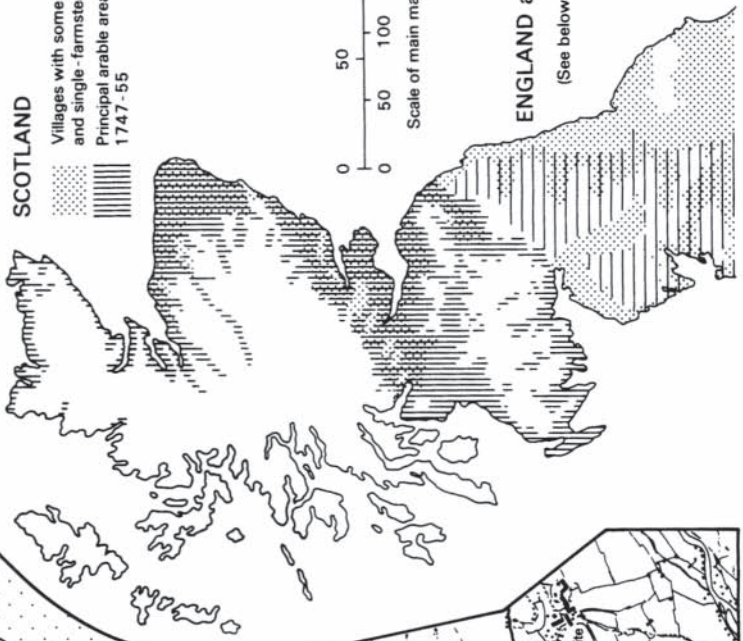 SCOTLAND
Villages with some
and single-farmste
Principal arable area
1747-55
0 50
0 50 100
Scale of main ma
ENGLAND a
(See below
te